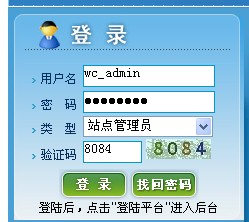 登 录
用户名 wc_admin
密 码 ●●●●●●●●
类 型 站点管理员
验证码 8084 8084
登 录 找回密码
登陆后，点击"登陆平台"进入后台